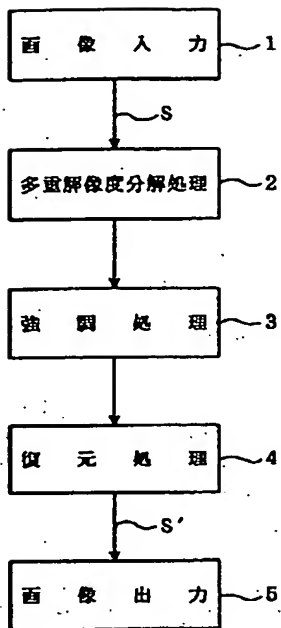 画像入力 1
S
多重解像度分解処理 2
強調処理 3
復元処理 4
S′
画像出力 5